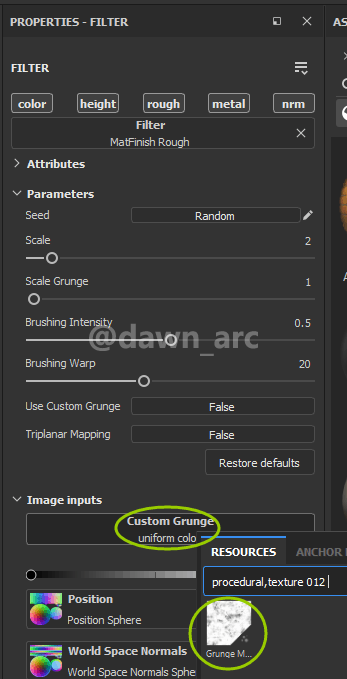 PROPERTIES - FILTER
AS
FILTER
color height rough metal nrm
Filter
MatFinish Rough
Attributes
Parameters
Seed Random
Scale 2
Scale Grunge 1
Brushing Intensity 0.5
@dawn_arc
Brushing Warp 20
Use Custom Grunge False
Triplanar Mapping False
Restore defaults
Image inputs
Custom Grunge
uniform colo
RESOURCES ANCHOR
procedural,texture 012
Position
Position Sphere
Grunge M...
World Space Normals
World Space Normals Sphe